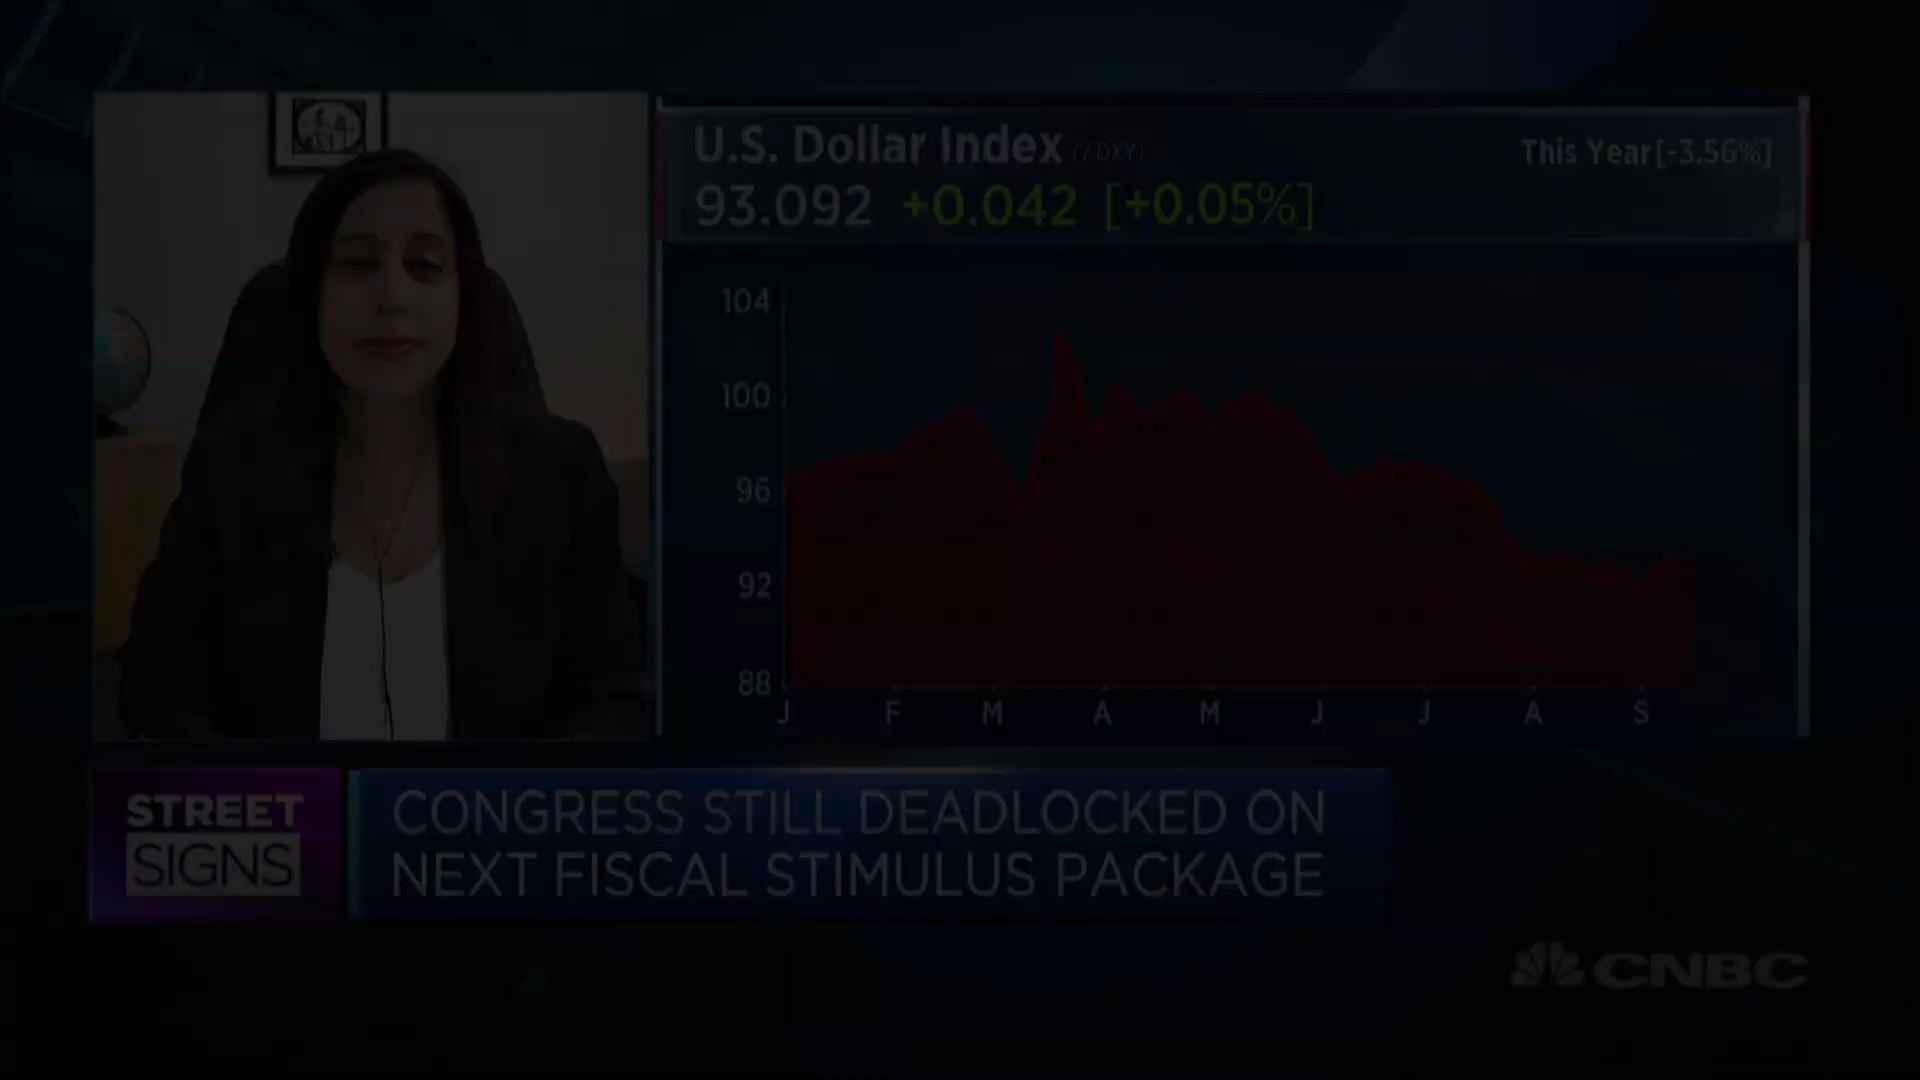 U.S. Dollar Index (/DXY)
This Year [-3.56%]
93.092 +0.042 [+0.05%]
104
100
96
92
88
J F M A M J J A S
STREET
SIGNS
CONGRESS STILL DEADLOCKED ON
NEXT FISCAL STIMULUS PACKAGE
CNBC